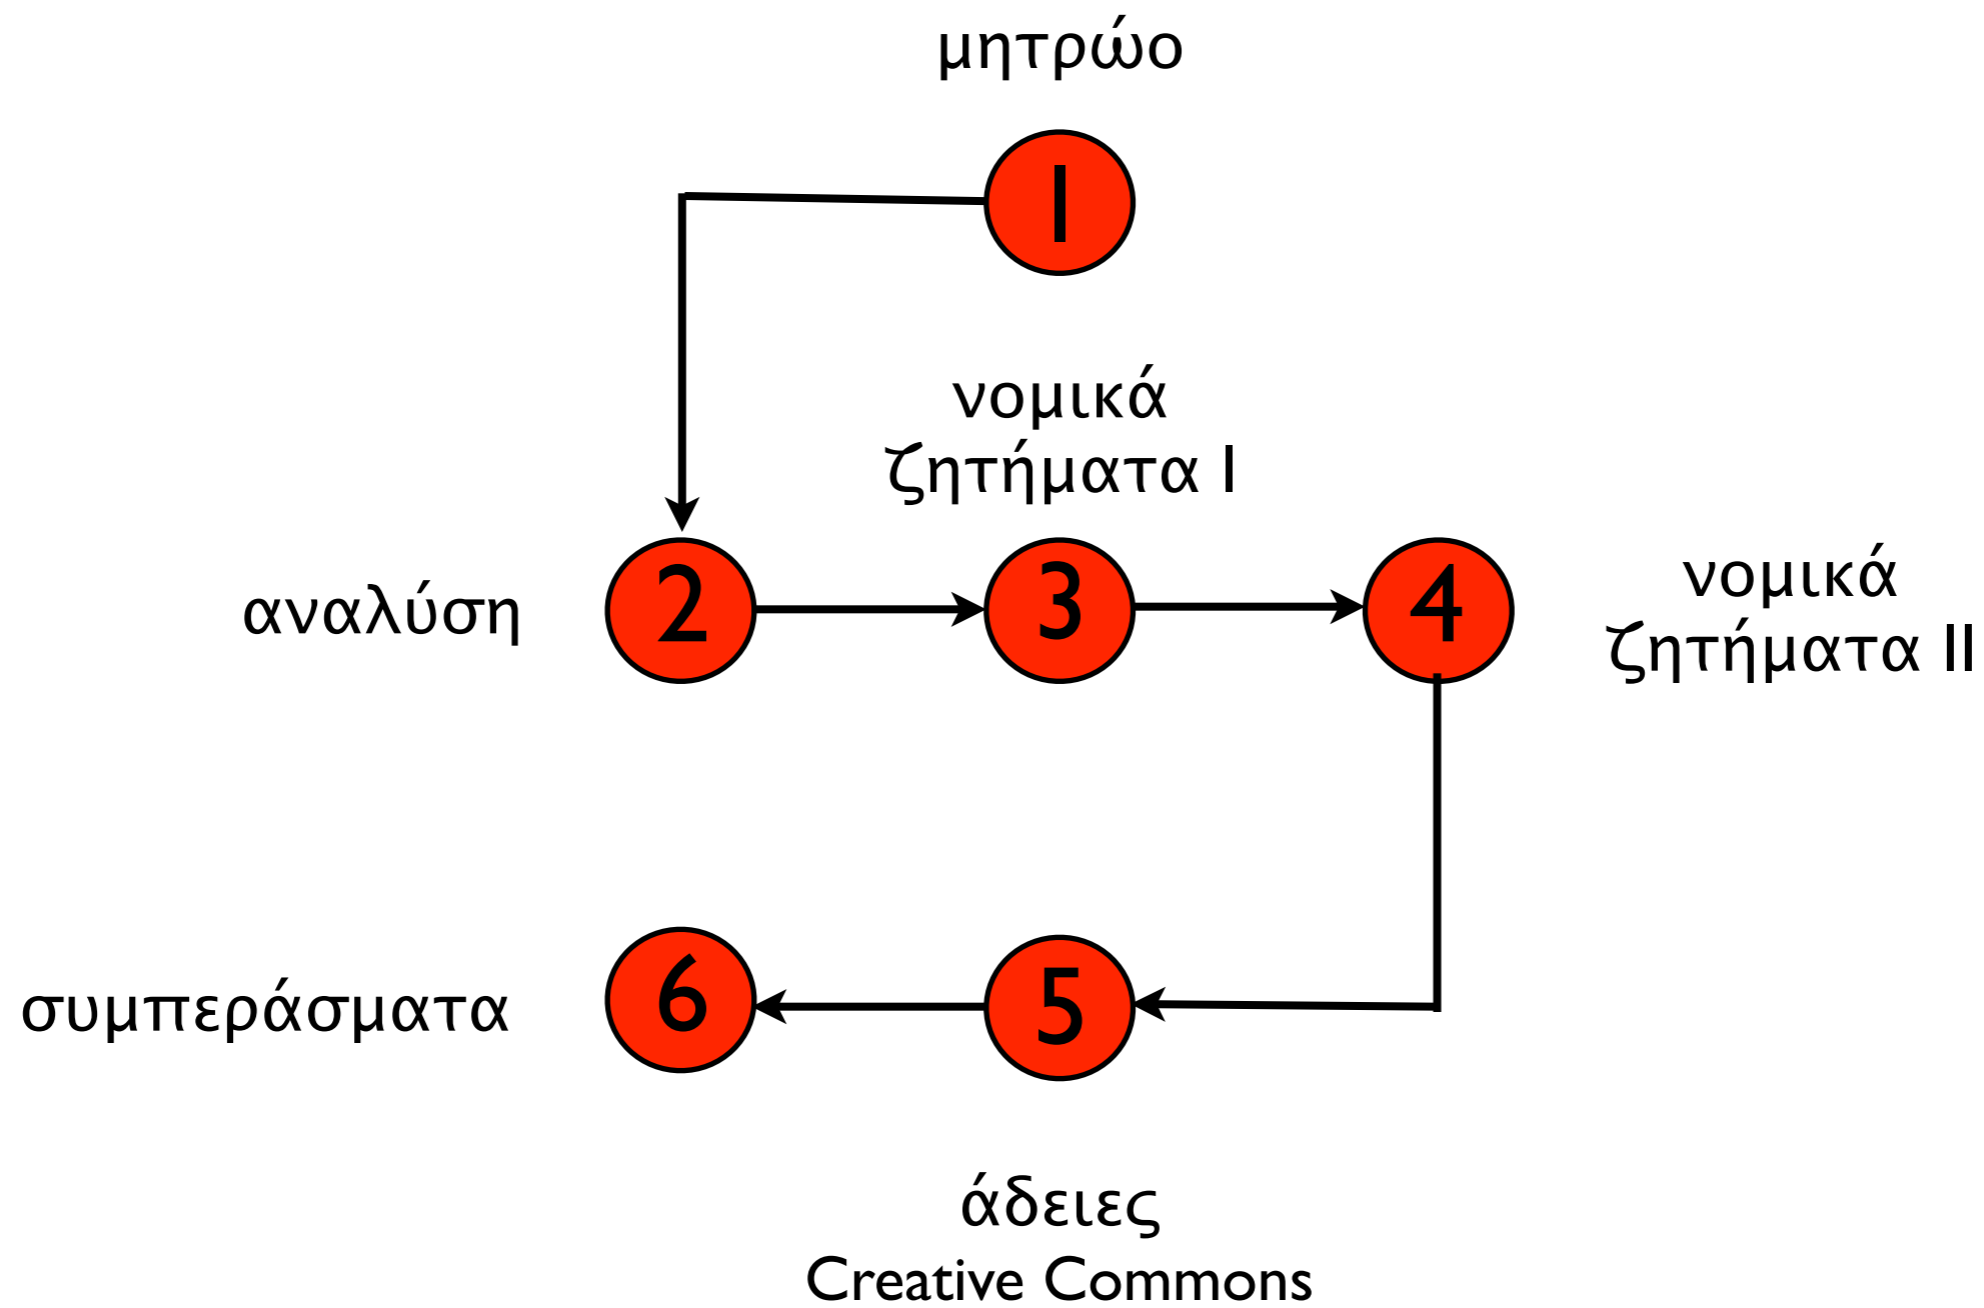 μητρώο
1
νομικά
ζητήματα I
αναλύση
2
3
4
νομικά
ζητήματα II
συμπεράσματα
6
5
άδειες
Creative Commons